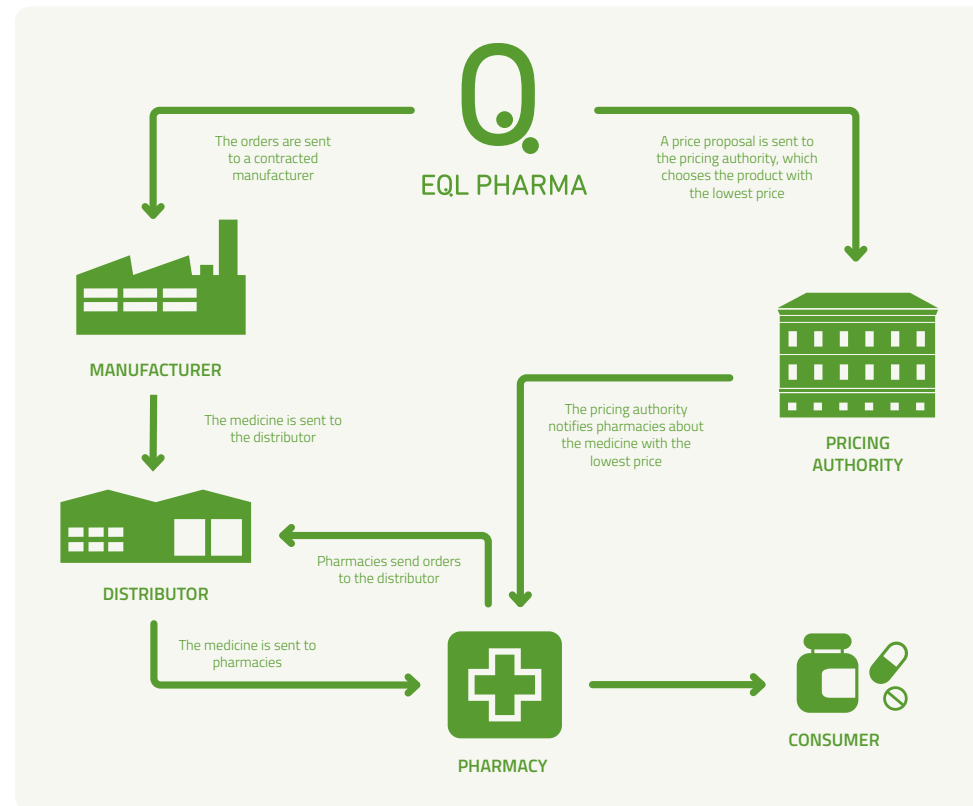 EQL PHARMA
The orders are sent
to a contracted
manufacturer
A price proposal is sent to
the pricing authority, which
chooses the product with
the lowest price
MANUFACTURER
The medicine is sent to
the distributor
The pricing authority
notifies pharmacies about
the medicine with the
lowest price
PRICING
AUTHORITY
Pharmacies send orders
to the distributor
DISTRIBUTOR
The medicine is sent to
pharmacies
PHARMACY
CONSUMER